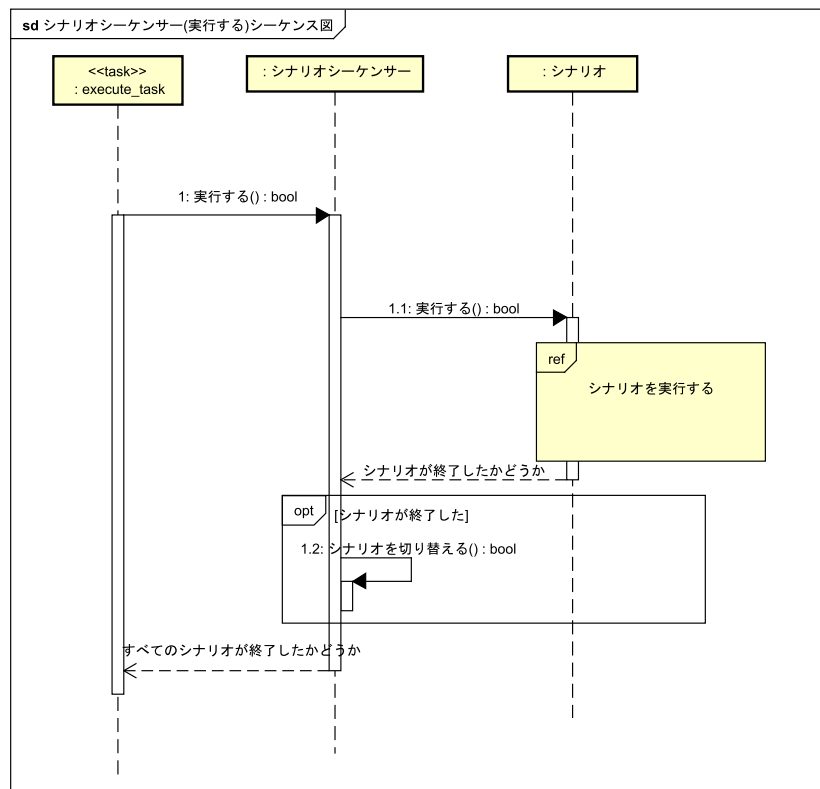 sd シナリオシーケンサー(実行する)シーケンス図
<<task>>
: execute_task
: シナリオシーケンサー
: シナリオ
1: 実行する() : bool
1.1: 実行する() : bool
ref
シナリオを実行する
シナリオが終了したかどうか
opt
[シナリオが終了した]
1.2: シナリオを切り替える() : bool
すべてのシナリオが終了したかどうか